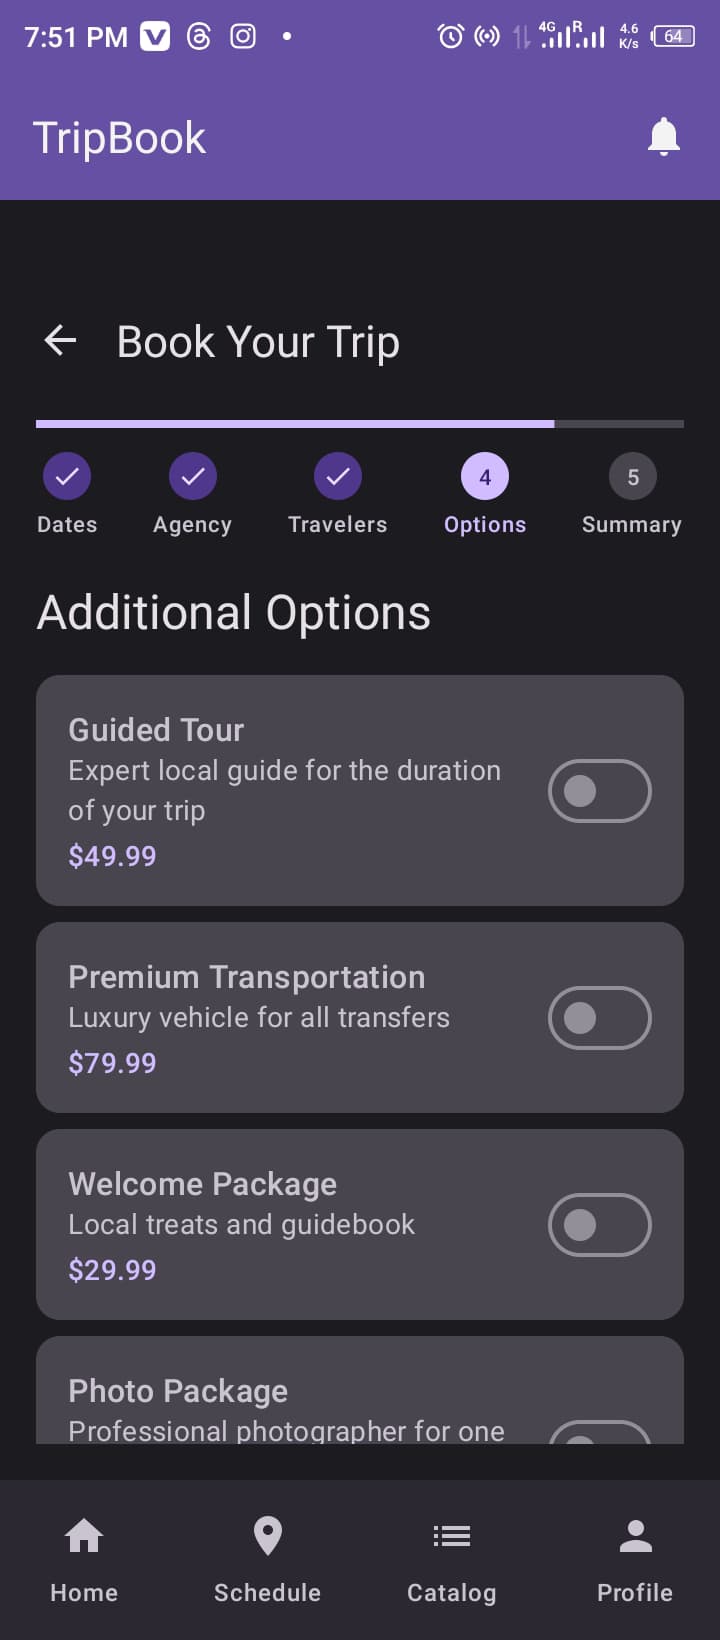 7:51 PM
4G R 4.6 K/s 64
TripBook
Book Your Trip
4 5
Dates Agency Travelers Options Summary
Additional Options
Guided Tour
Expert local guide for the duration
of your trip
$49.99
Premium Transportation
Luxury vehicle for all transfers
$79.99
Welcome Package
Local treats and guidebook
$29.99
Photo Package
Professional photographer for one
Home Schedule Catalog Profile